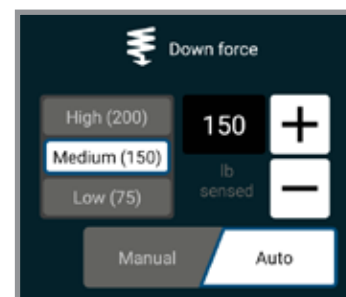 Down force
High (200)
Medium (150)
Low (75)
150
+
lb
sensed
−
Manual
Auto